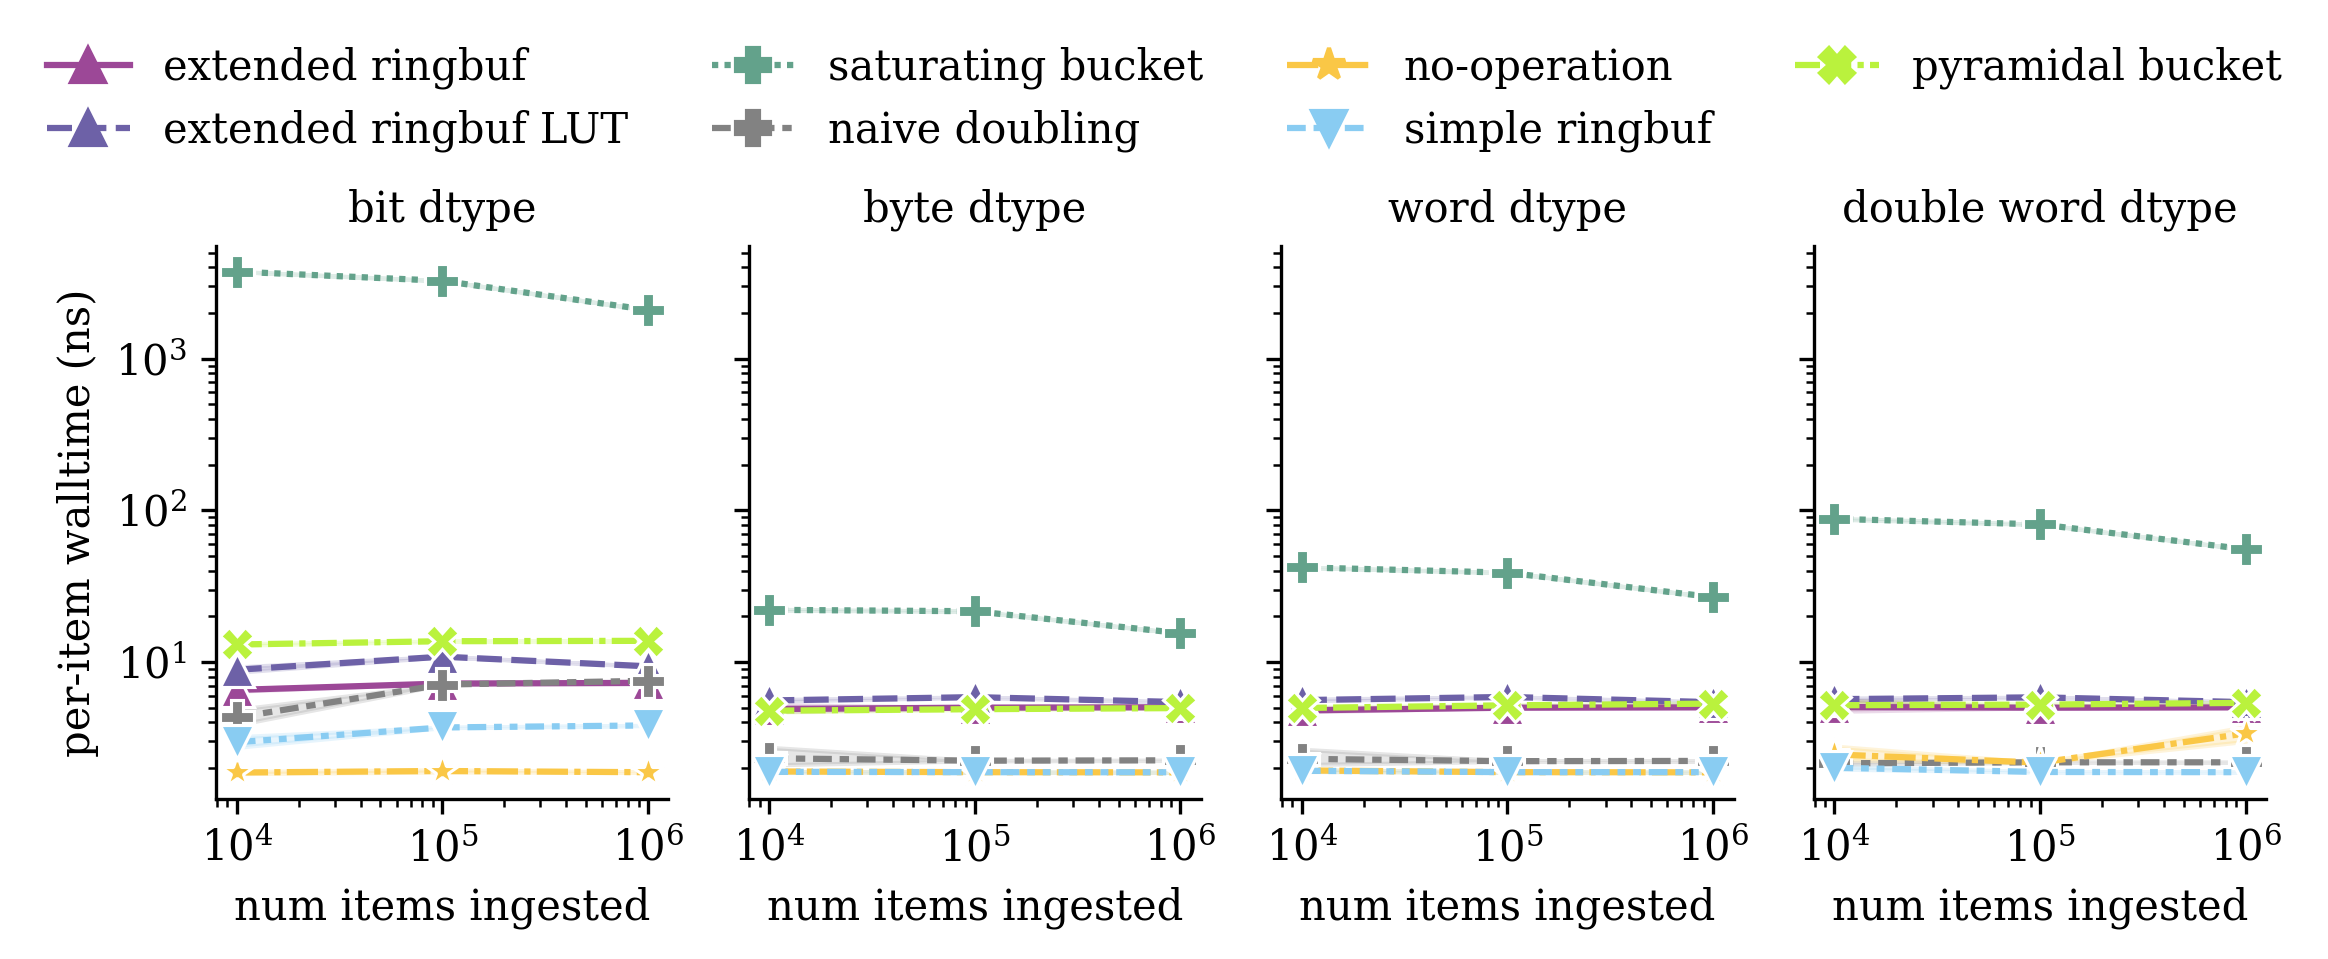 extended ringbuf
extended ringbuf LUT
saturating bucket
naive doubling
no-operation
simple ringbuf
pyramidal bucket
bit dtype
byte dtype
word dtype
double word dtype
per-item walltime (ns)
10³
10²
10¹
10⁴ 10⁵ 10⁶
10⁴ 10⁵ 10⁶
10⁴ 10⁵ 10⁶
10⁴ 10⁵ 10⁶
num items ingested
num items ingested
num items ingested
num items ingested